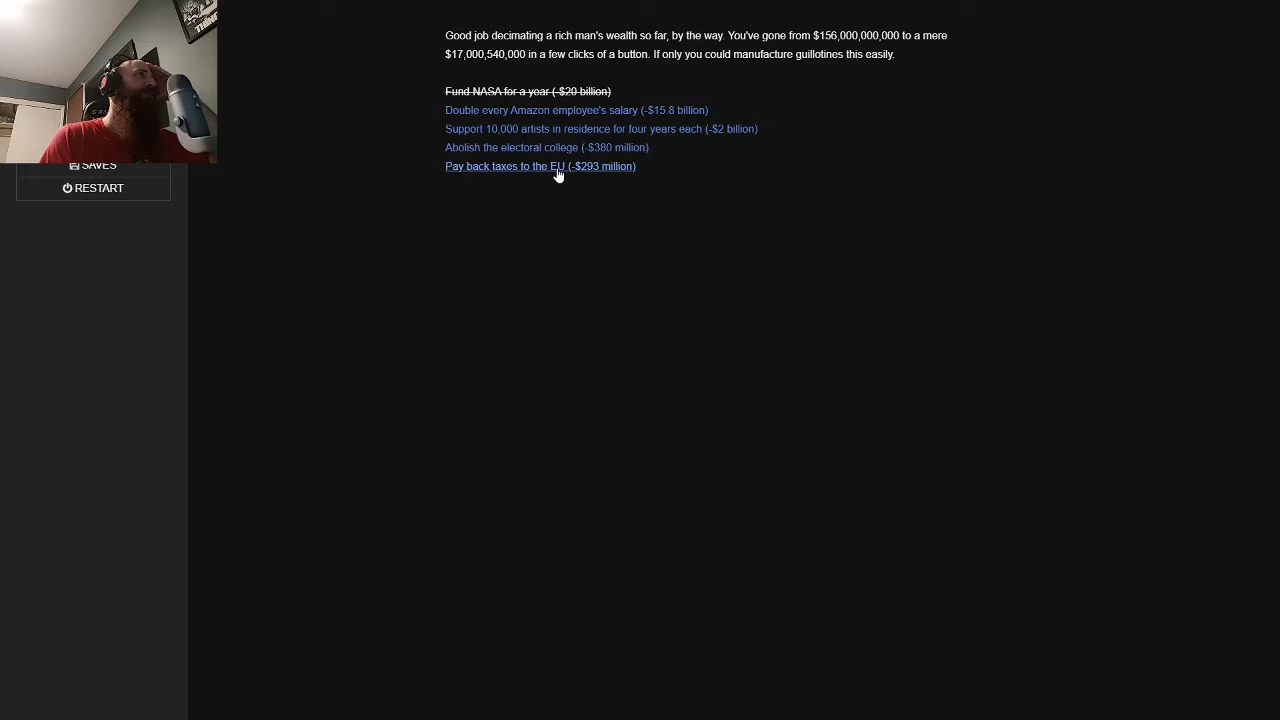 Good job decimating a rich man's wealth so far, by the way. You've gone from $156,000,000,000 to a mere
$17,000,540,000 in a few clicks of a button. If only you could manufacture guillotines this easily.
Fund NASA for a year (-$20 billion)
Double every Amazon employee's salary (-$15.8 billion)
Support 10,000 artists in residence for four years each (-$2 billion)
Abolish the electoral college (-$380 million)
Pay back taxes to the EU (-$293 million)
SAVES
RESTART